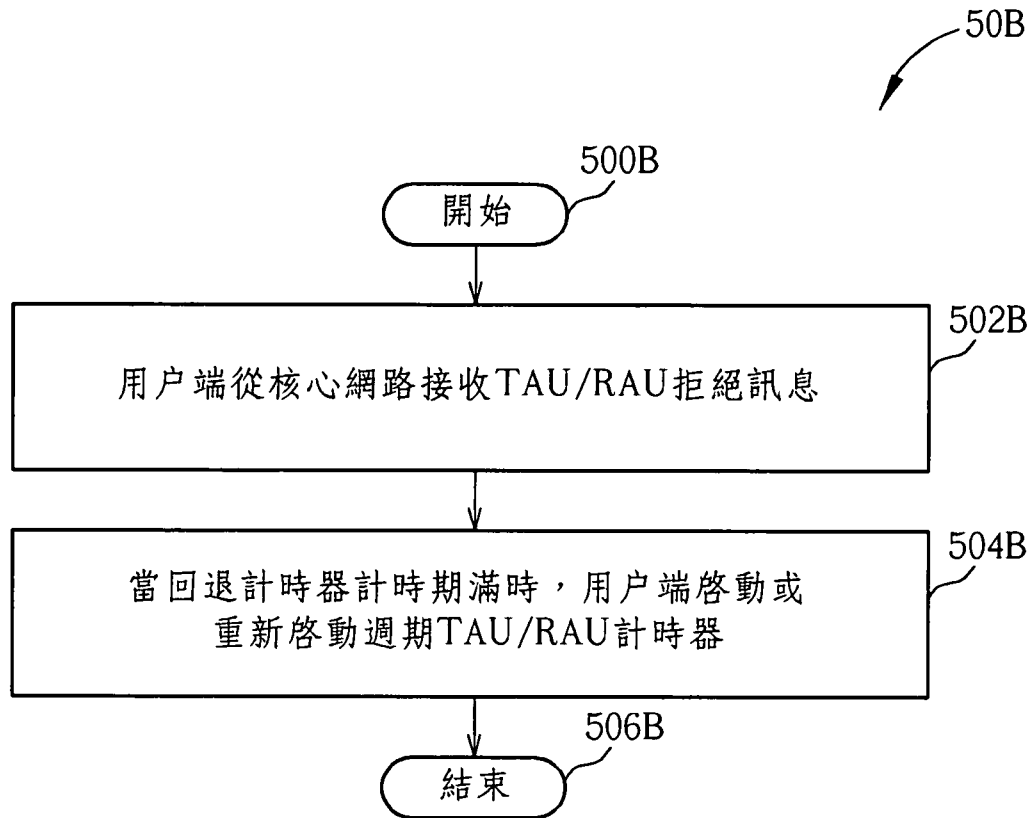 50B
500B
開始
502B
用户端從核心網路接收TAU/RAU拒絕訊息
504B
當回退計時器計時期滿時，用户端啓動或
重新啓動週期TAU/RAU計時器
506B
結束